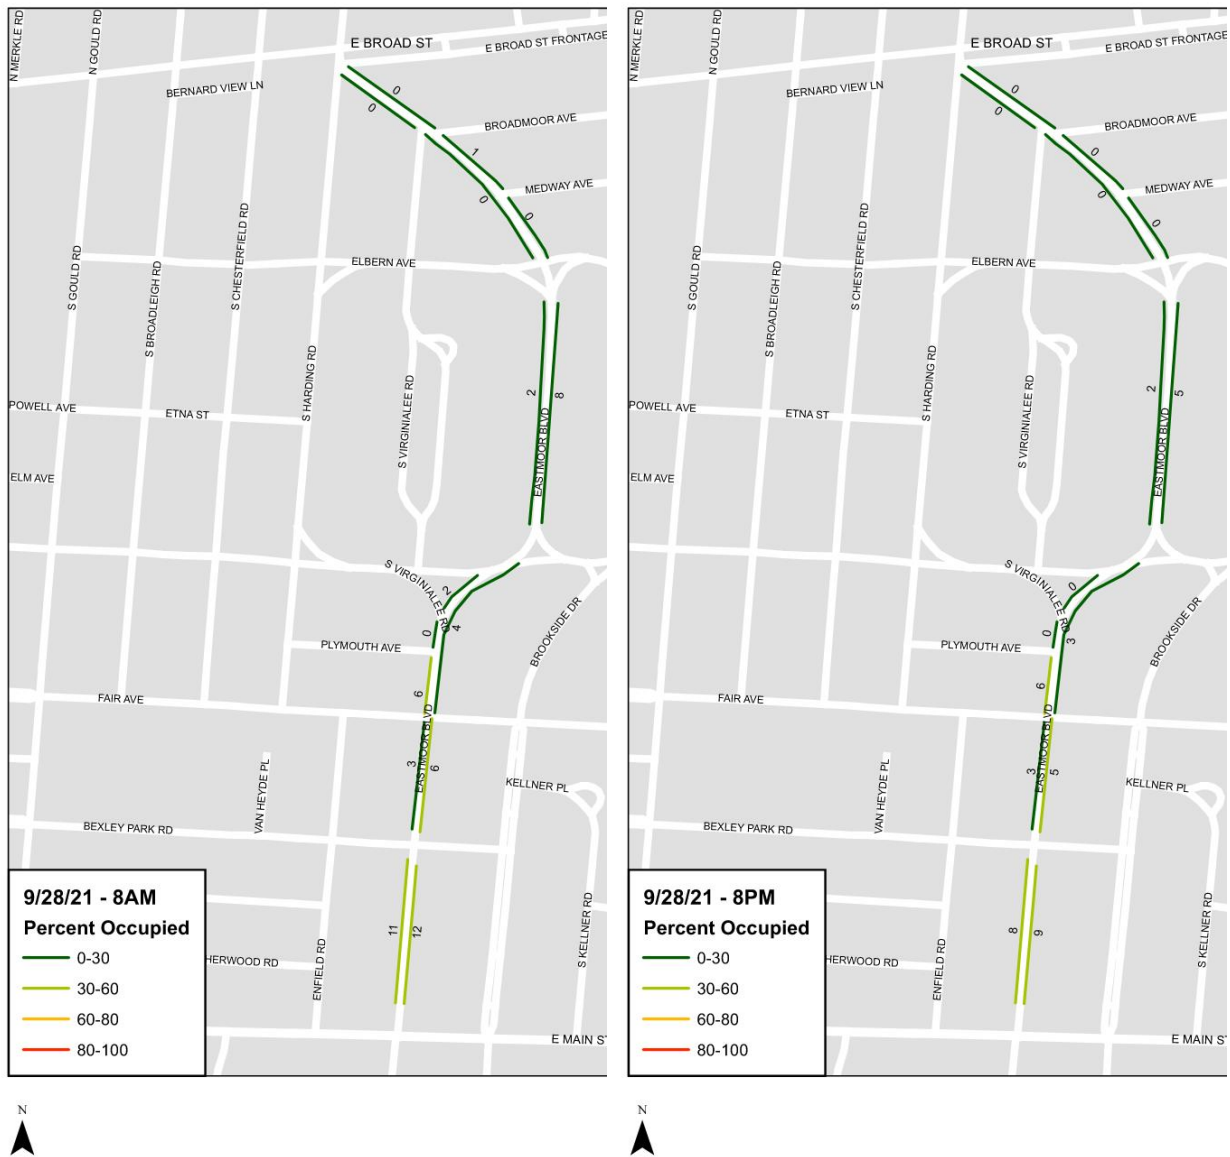 N MERKLE RD
N GOULD RD
E BROAD ST
E BROAD ST FRONTAGE
BERNARD VIEW LN
0
0
BROADMOOR AVE
1
MEDWAY AVE
0
0
S GOULD RD
S BROADLEIGH RD
S CHESTERFIELD RD
ELBERN AVE
S HARDING RD
S VIRGINIALEE RD
2
8
EASTMOOR BLVD
POWELL AVE
ETNA ST
ELM AVE
S VIRGINIALEE RD
2
0
4
PLYMOUTH AVE
BROOKSIDE DR
6
FAIR AVE
EASTMOOR BLVD
3
6
VAN HEYDE PL
KELLNER PL
BEXLEY PARK RD
11
12
HERWOOD RD
ENFIELD RD
S KELLNER RD
E MAIN ST
9/28/21 - 8AM
Percent Occupied
0-30
30-60
60-80
80-100
N
N MERKLE RD
N GOULD RD
E BROAD ST
E BROAD ST FRONTAGE
BERNARD VIEW LN
0
0
BROADMOOR AVE
0
MEDWAY AVE
0
0
S GOULD RD
S BROADLEIGH RD
S CHESTERFIELD RD
ELBERN AVE
S HARDING RD
S VIRGINIALEE RD
2
5
EASTMOOR BLVD
POWELL AVE
ETNA ST
ELM AVE
S VIRGINIALEE RD
0
0
3
PLYMOUTH AVE
BROOKSIDE DR
6
FAIR AVE
EASTMOOR BLVD
3
5
VAN HEYDE PL
KELLNER PL
BEXLEY PARK RD
8
9
HERWOOD RD
ENFIELD RD
S KELLNER RD
E MAIN ST
9/28/21 - 8PM
Percent Occupied
0-30
30-60
60-80
80-100
N